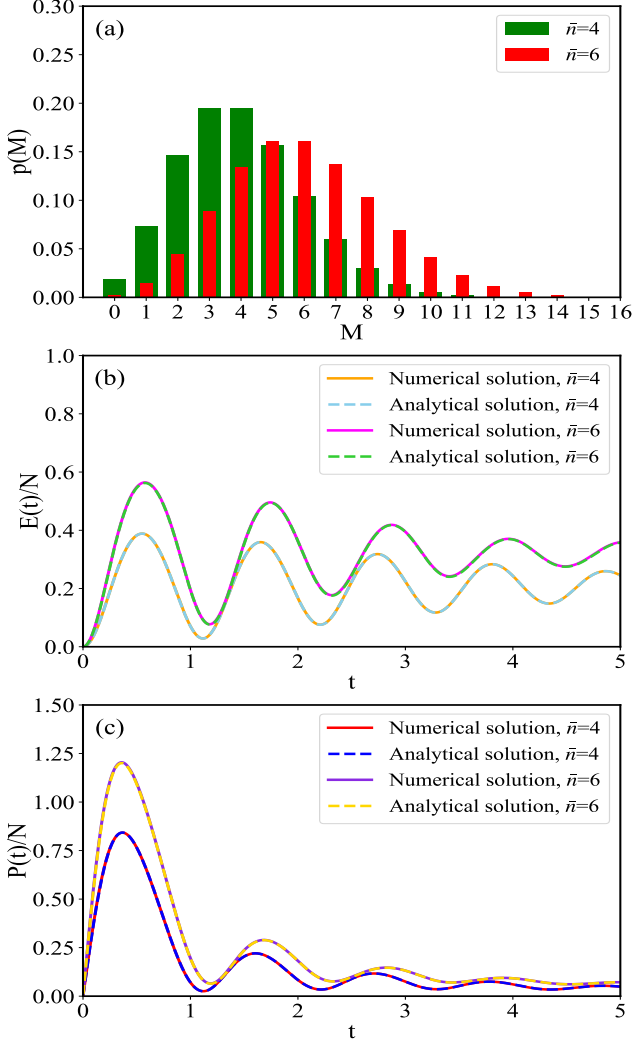 (a)
n̄=4
n̄=6
0.30
0.25
0.20
0.15
0.10
0.05
0.00
p(M)
0 1 2 3 4 5 6 7 8 9 10 11 12 13 14 15 16
M
(b)
Numerical solution, n̄=4
Analytical solution, n̄=4
Numerical solution, n̄=6
Analytical solution, n̄=6
1.0
0.8
0.6
0.4
0.2
0.0
E(t)/N
0 1 2 3 4 5
t
(c)
Numerical solution, n̄=4
Analytical solution, n̄=4
Numerical solution, n̄=6
Analytical solution, n̄=6
1.50
1.25
1.00
0.75
0.50
0.25
0.00
P(t)/N
0 1 2 3 4 5
t